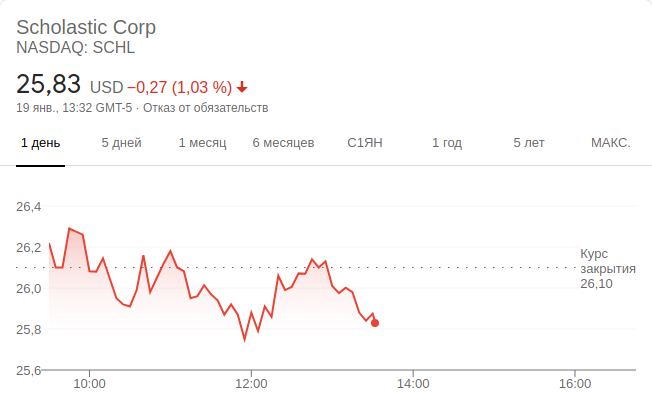 Scholastic Corp
NASDAQ: SCHL
25,83 USD −0,27 (1,03 %)
19 янв., 13:32 GMT-5 · Отказ от обязательств
1 день 5 дней 1 месяц 6 месяцев С1ЯН 1 год 5 лет МАКС.
26,4
26,2
26,0
25,8
25,6
Курс
закрытия
26,10
10:00 12:00 14:00 16:00